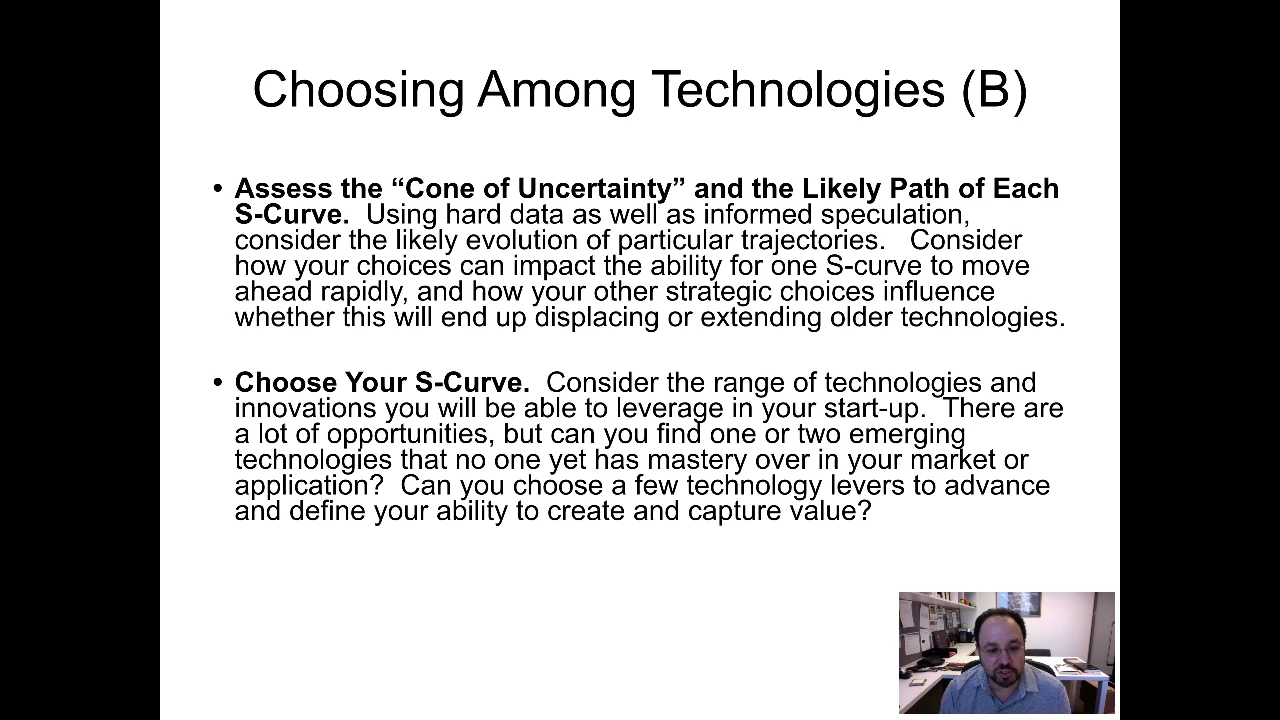 Choosing Among Technologies (B)
• Assess the “Cone of Uncertainty” and the Likely Path of Each
S-Curve.  Using hard data as well as informed speculation,
consider the likely evolution of particular trajectories.   Consider
how your choices can impact the ability for one S-curve to move
ahead rapidly, and how your other strategic choices influence
whether this will end up displacing or extending older technologies.
• Choose Your S-Curve.  Consider the range of technologies and
innovations you will be able to leverage in your start-up.  There are
a lot of opportunities, but can you find one or two emerging
technologies that no one yet has mastery over in your market or
application?  Can you choose a few technology levers to advance
and define your ability to create and capture value?